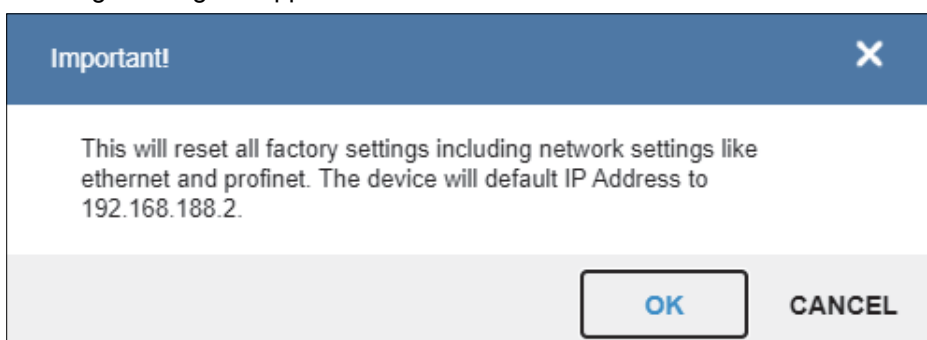 Important!
This will reset all factory settings including network settings like
ethernet and profinet. The device will default IP Address to
192.168.188.2.
OK
CANCEL